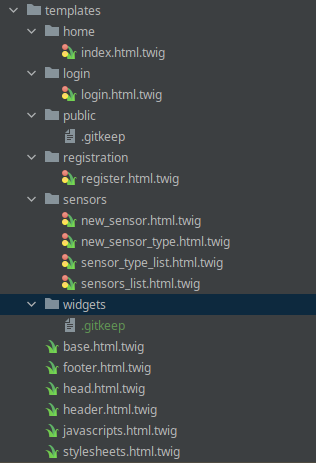 templates
home
index.html.twig
login
login.html.twig
public
.gitkeep
registration
register.html.twig
sensors
new_sensor.html.twig
new_sensor_type.html.twig
sensor_type_list.html.twig
sensors_list.html.twig
widgets
.gitkeep
base.html.twig
footer.html.twig
head.html.twig
header.html.twig
javascripts.html.twig
stylesheets.html.twig